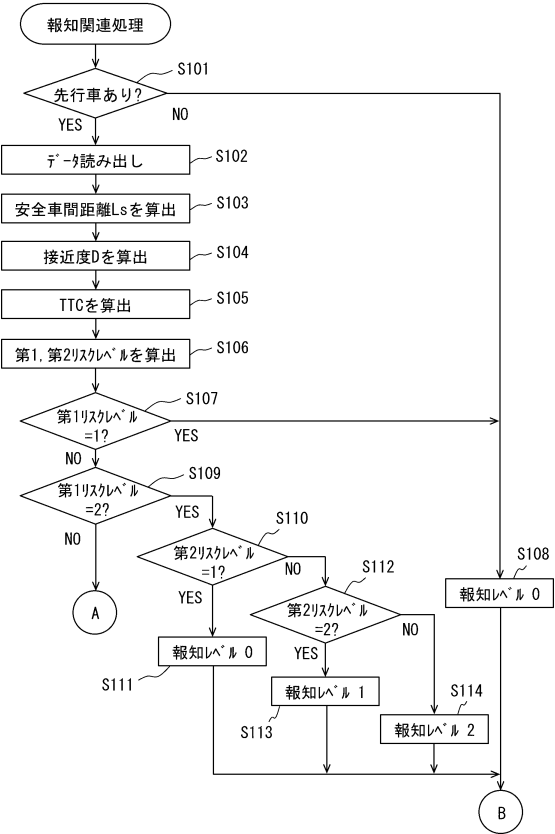 報知関連処理
S101
先行車あり?
YES
NO
ﾃﾞｰﾀ読み出し
S102
安全車間距離Lsを算出
S103
接近度Dを算出
S104
TTCを算出
S105
第1,第2ﾘｽｸﾚﾍﾞﾙを算出
S106
S107
第1ﾘｽｸﾚﾍﾞﾙ
=1?
YES
NO
S109
第1ﾘｽｸﾚﾍﾞﾙ
=2?
YES
NO
S110
第2ﾘｽｸﾚﾍﾞﾙ
=1?
NO
YES
S112
第2ﾘｽｸﾚﾍﾞﾙ
=2?
NO
YES
S108
報知ﾚﾍﾞﾙ 0
A
報知ﾚﾍﾞﾙ 0
S111
報知ﾚﾍﾞﾙ 1
S113
S114
報知ﾚﾍﾞﾙ 2
B